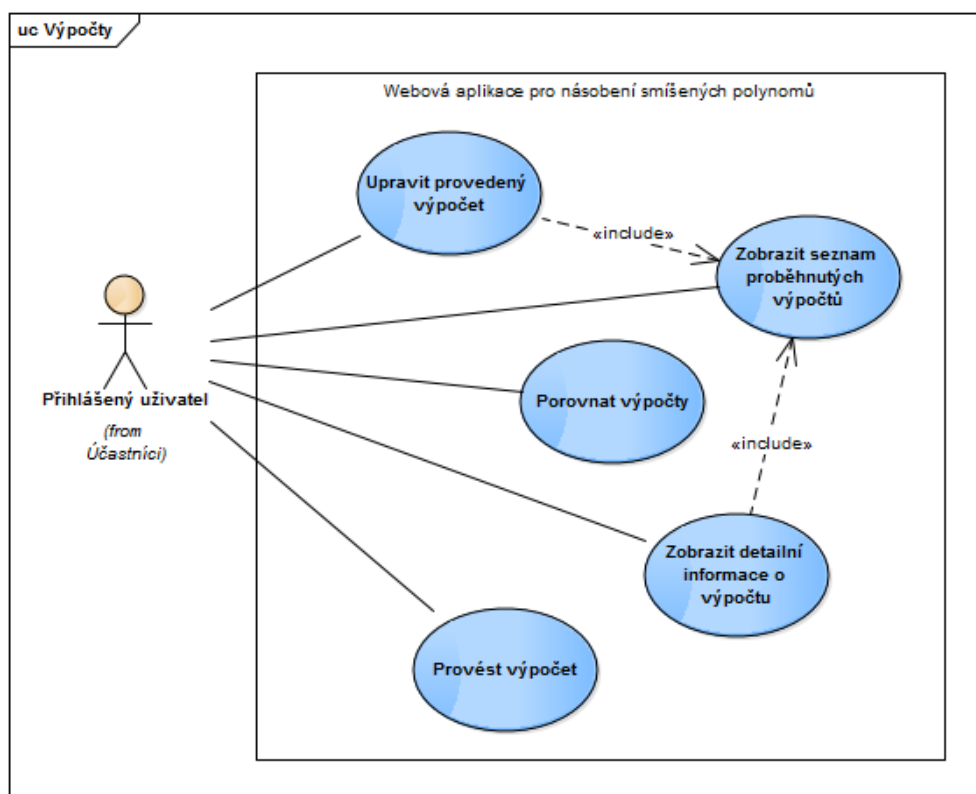 uc Výpočty
Webová aplikace pro násobení smíšených polynomů
Upravit provedený
výpočet
«include»
Zobrazit seznam
proběhnutých
výpočtů
Přihlášený uživatel
(from
Účastníci)
Porovnat výpočty
«include»
Zobrazit detailní
informace o
výpočtu
Provést výpočet